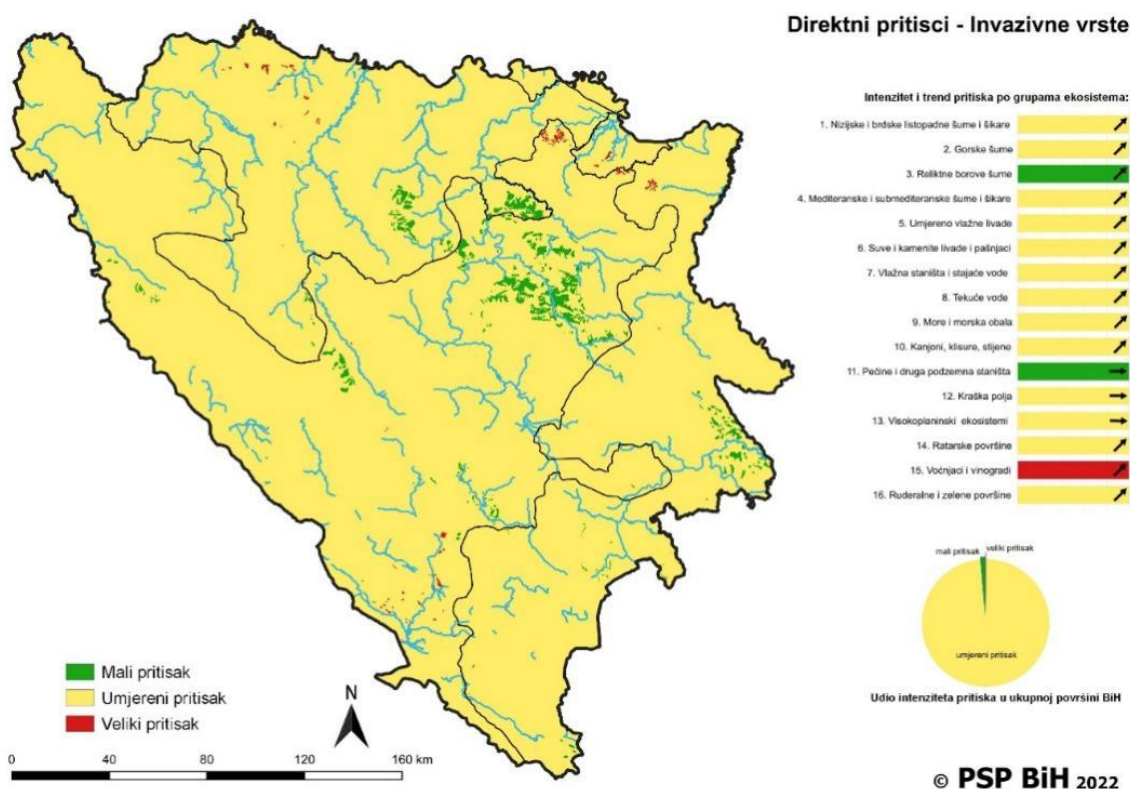 Direktni pritisci - Invazivne vrste
Intenzitet i trend pritiska po grupama ekosistema:
1. Nizijske i brdske listopadne šume i šikare
2. Gorske šume
3. Reliktne borove šume
4. Mediteranske i submediteranske šume i šikare
5. Umjereno vlažne livade
6. Suve i kamenite livade i pašnjaci
7. Vlažna staništa i stajaće vode
8. Tekuće vode
9. More i morska obala
10. Kanjoni, klisure, stijene
11. Pećine i druga podzemna staništa
12. Kraška polja
13. Visokoplaninski ekosistemi
14. Ratarske površine
15. Voćnjaci i vinogradi
16. Ruderalne i zelene površine
mali pritisak
veliki pritisak
umjereni pritisak
Udio intenziteta pritiska u ukupnoj površini BiH
Mali pritisak
Umjereni pritisak
Veliki pritisak
N
0 40 80 120 160 km
© PSP BiH 2022